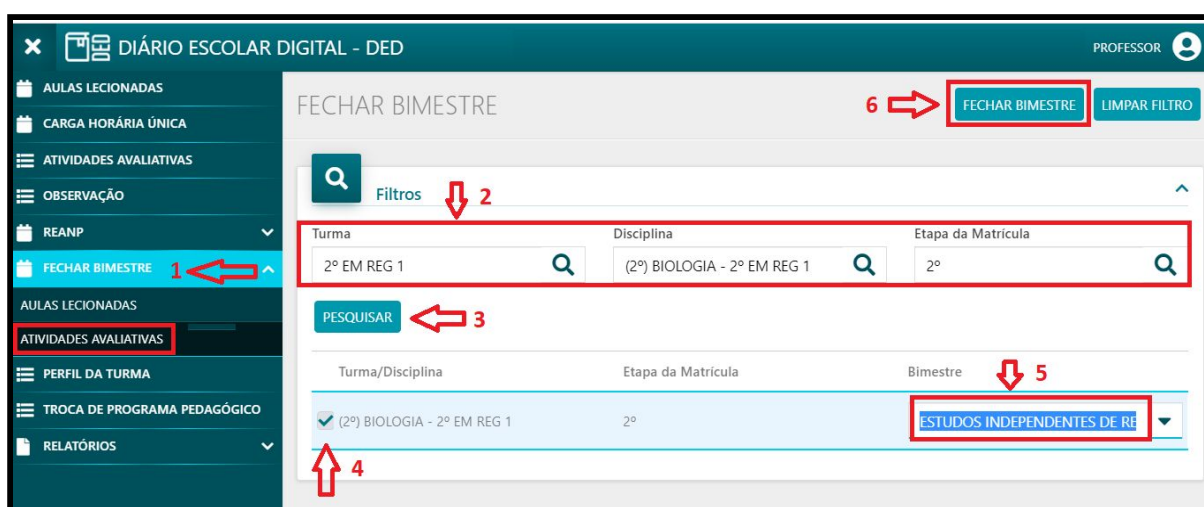 DIÁRIO ESCOLAR DIGITAL - DED
PROFESSOR
AULAS LECIONADAS
CARGA HORÁRIA ÚNICA
ATIVIDADES AVALIATIVAS
OBSERVAÇÃO
REANP
FECHAR BIMESTRE 1
AULAS LECIONADAS
ATIVIDADES AVALIATIVAS
PERFIL DA TURMA
TROCA DE PROGRAMA PEDAGÓGICO
RELATÓRIOS
FECHAR BIMESTRE
6 FECHAR BIMESTRE LIMPAR FILTRO
Filtros 2
Turma Disciplina Etapa da Matrícula
2º EM REG 1 (2º) BIOLOGIA - 2º EM REG 1 2º
PESQUISAR 3
Turma/Disciplina Etapa da Matrícula Bimestre 5
(2º) BIOLOGIA - 2º EM REG 1 2º ESTUDOS INDEPENDENTES DE RE
4